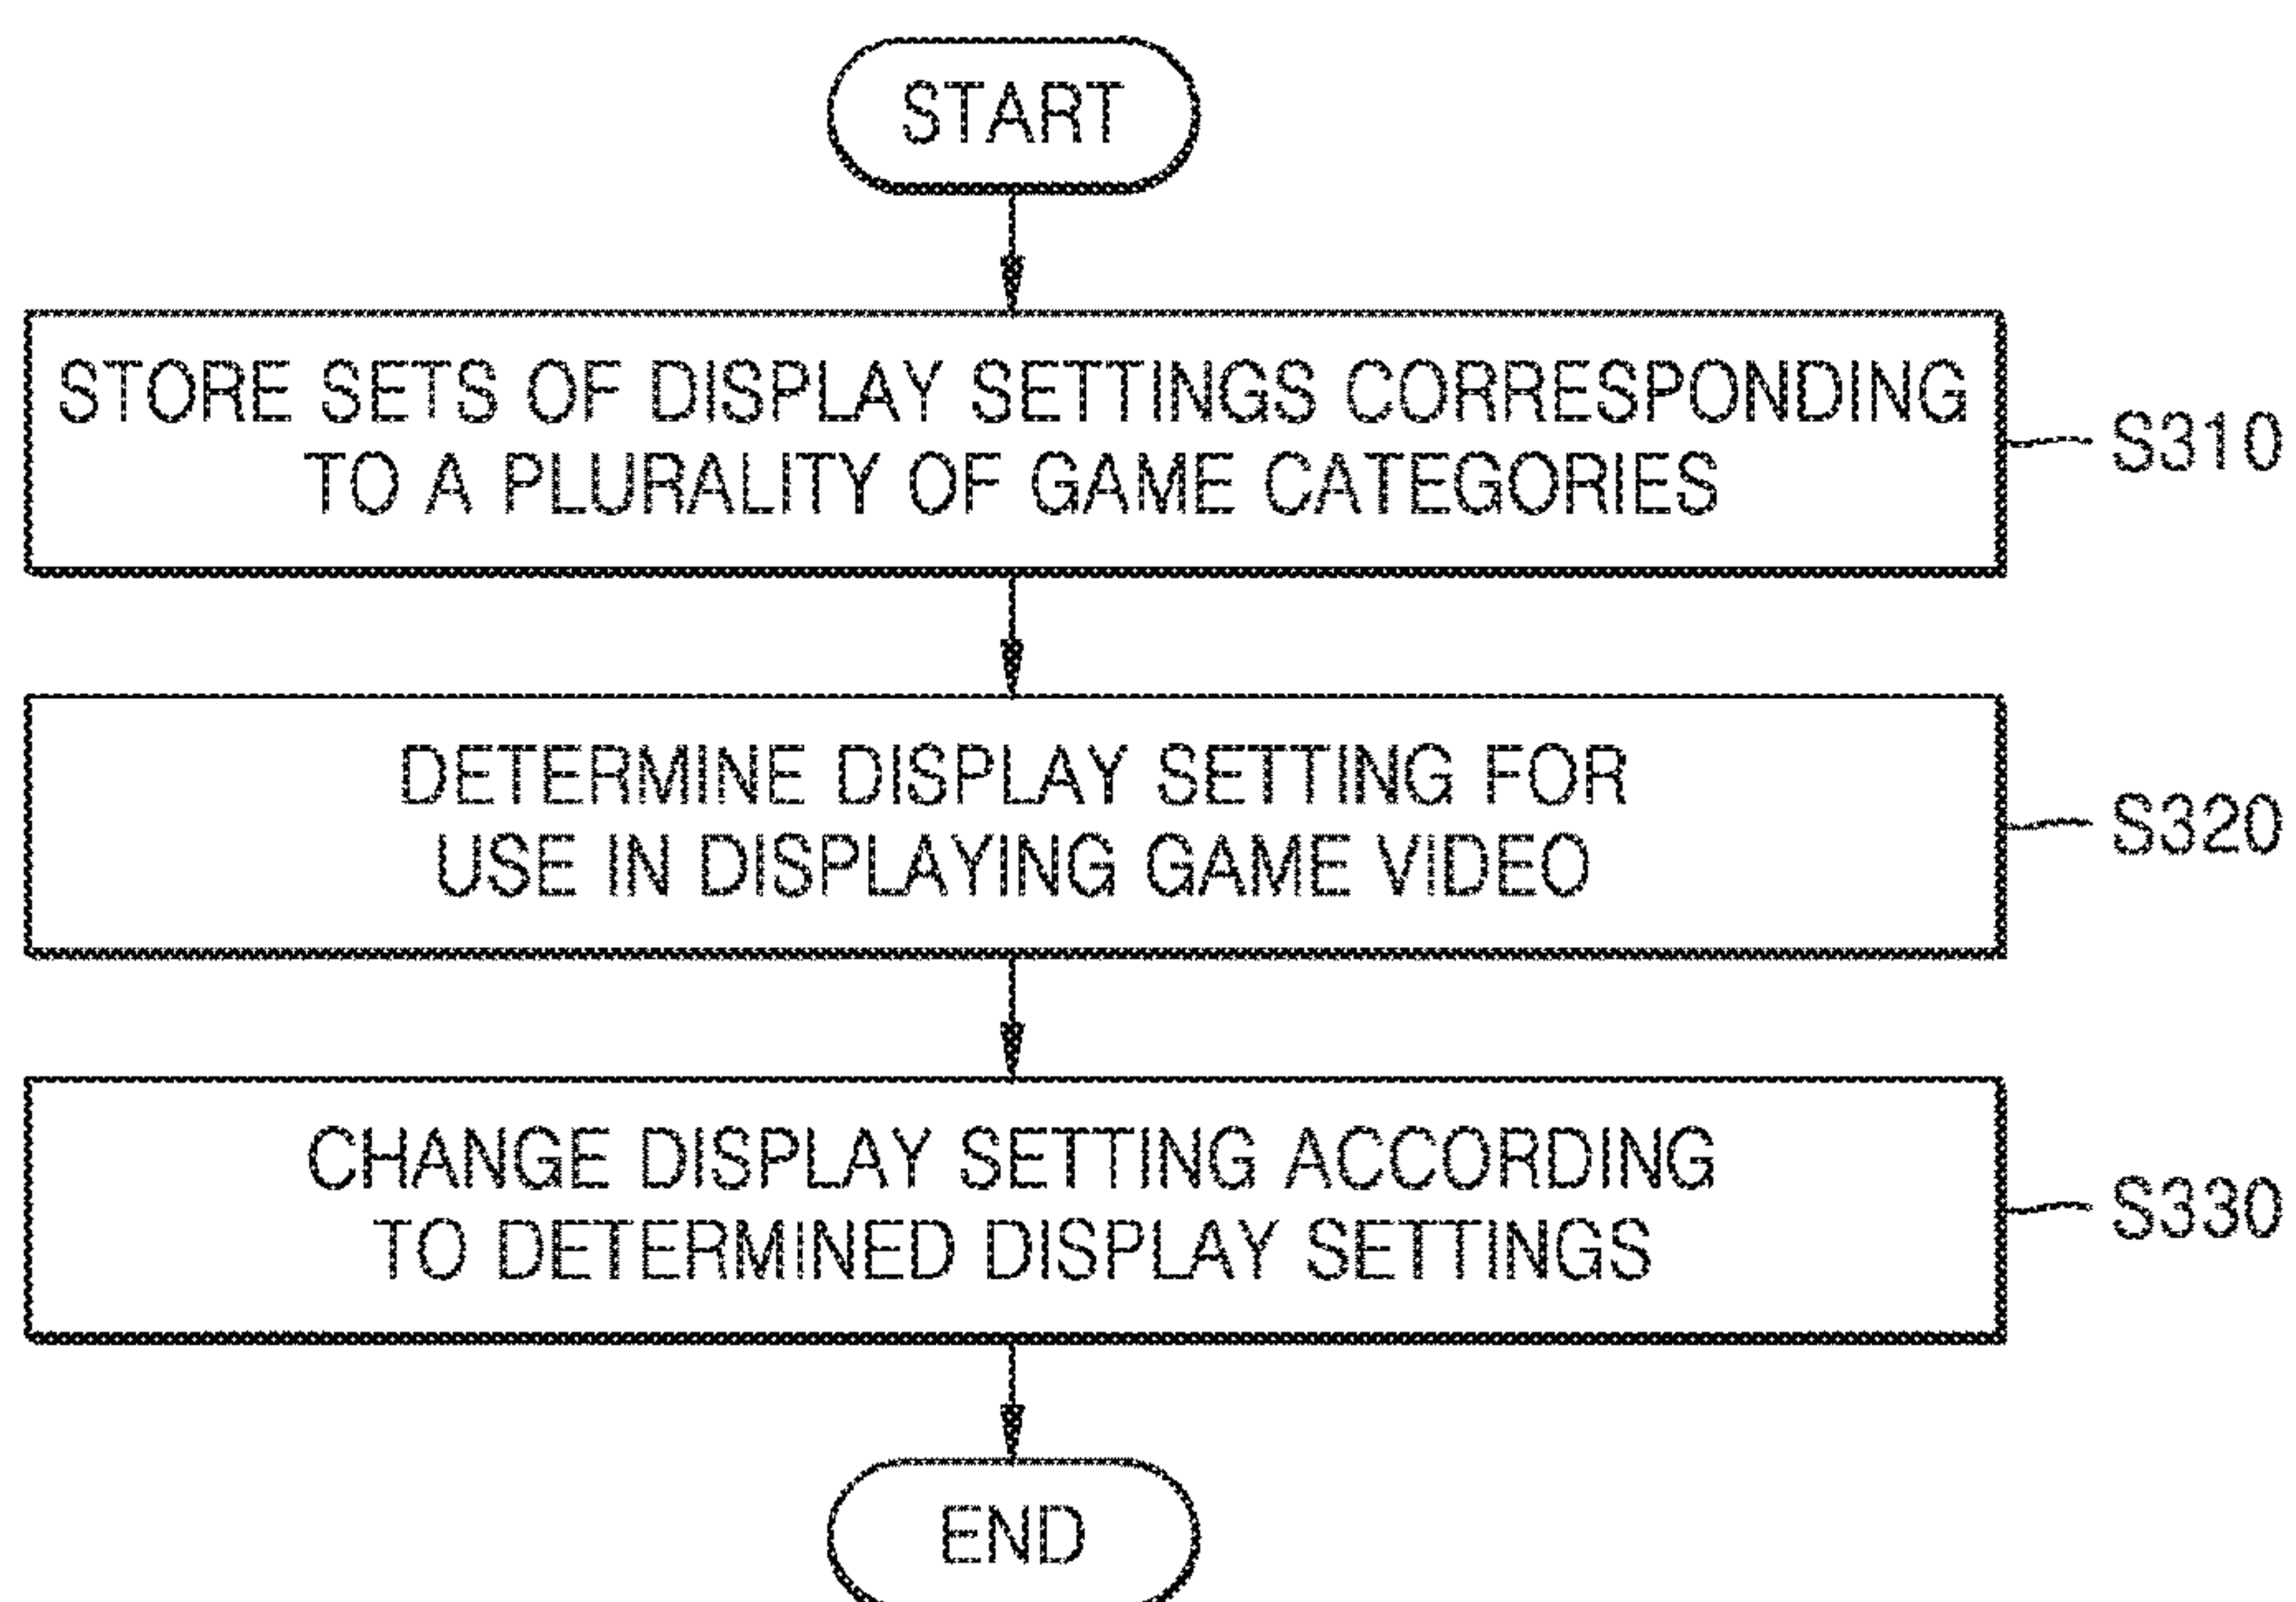 START
STORE SETS OF DISPLAY SETTINGS CORRESPONDING
TO A PLURALITY OF GAME CATEGORIES
S310
DETERMINE DISPLAY SETTING FOR
USE IN DISPLAYING GAME VIDEO
S320
CHANGE DISPLAY SETTING ACCORDING
TO DETERMINED DISPLAY SETTINGS
S330
END